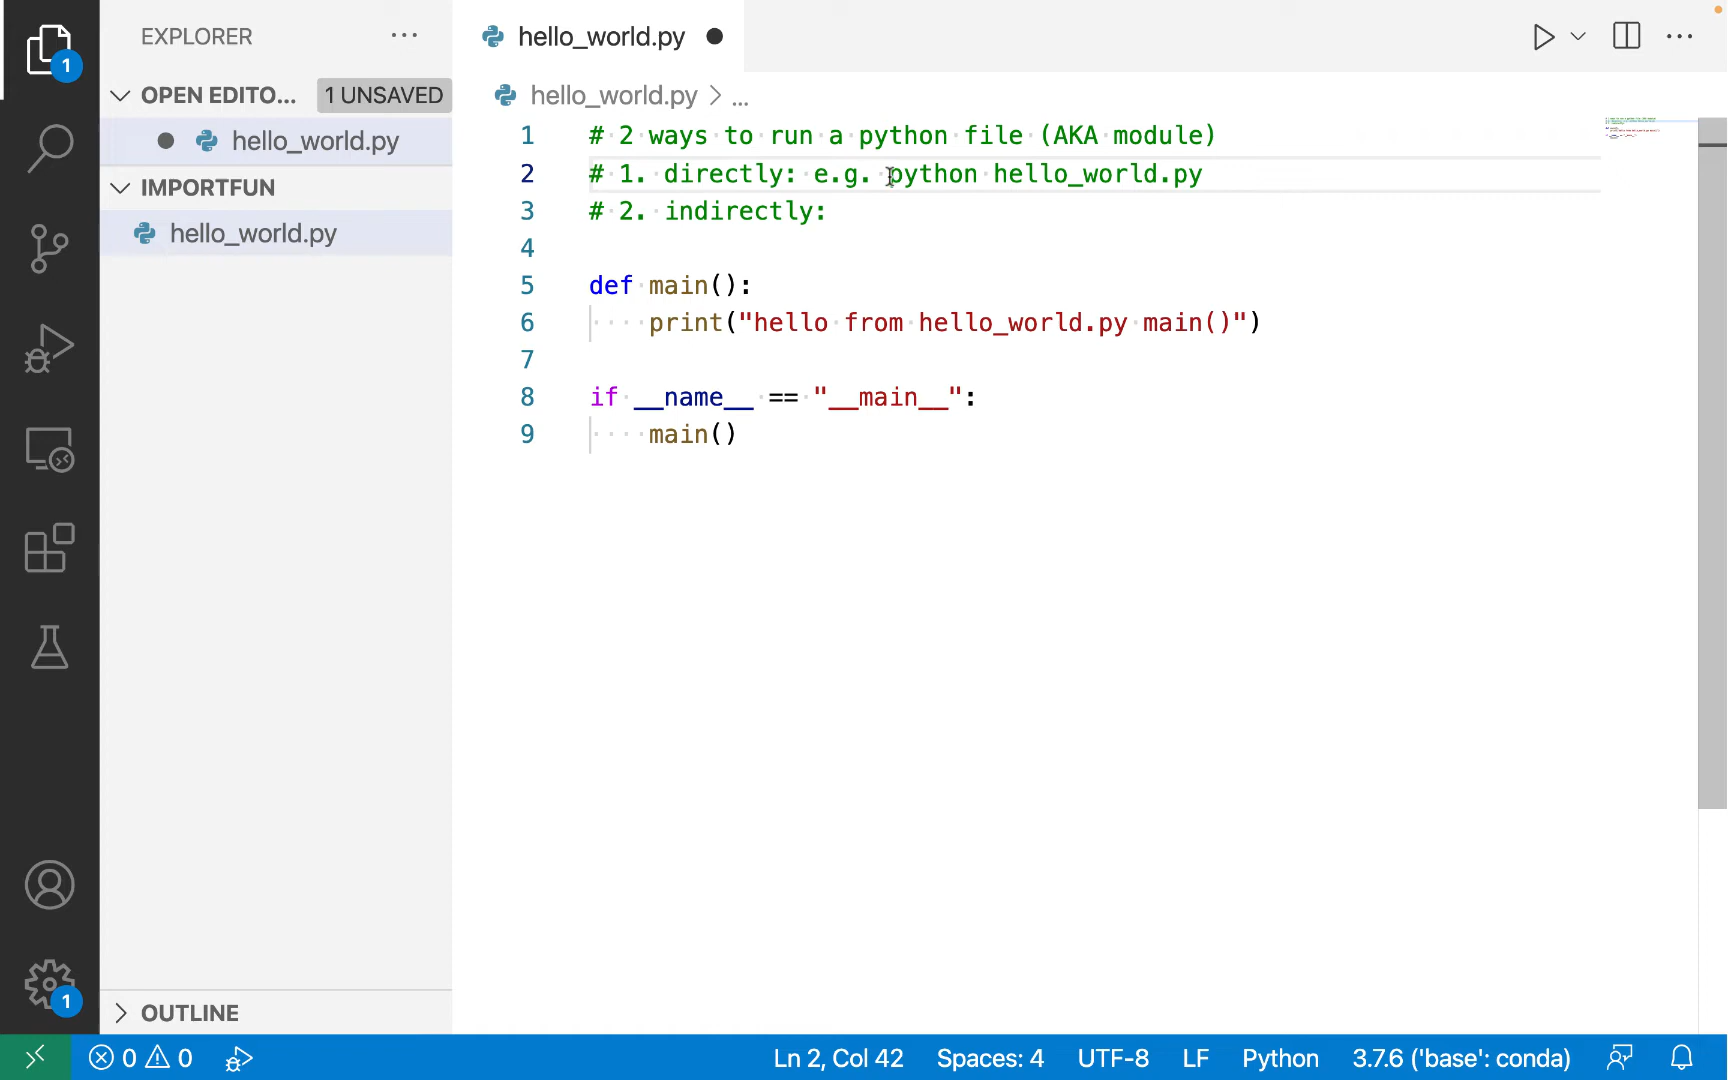 EXPLORER
hello_world.py
1
OPEN EDITO... 1 UNSAVED
hello_world.py > ...
hello_world.py
IMPORTFUN
hello_world.py
1 # 2 ways to run a python file (AKA module)
2 # 1. directly: e.g. python hello_world.py
3 # 2. indirectly:
4
5 def main():
6 print("hello from hello_world.py main()")
7
8 if __name__ == "__main__":
9 main()
OUTLINE
1
0 0 Ln 2, Col 42 Spaces: 4 UTF-8 LF Python 3.7.6 ('base': conda)